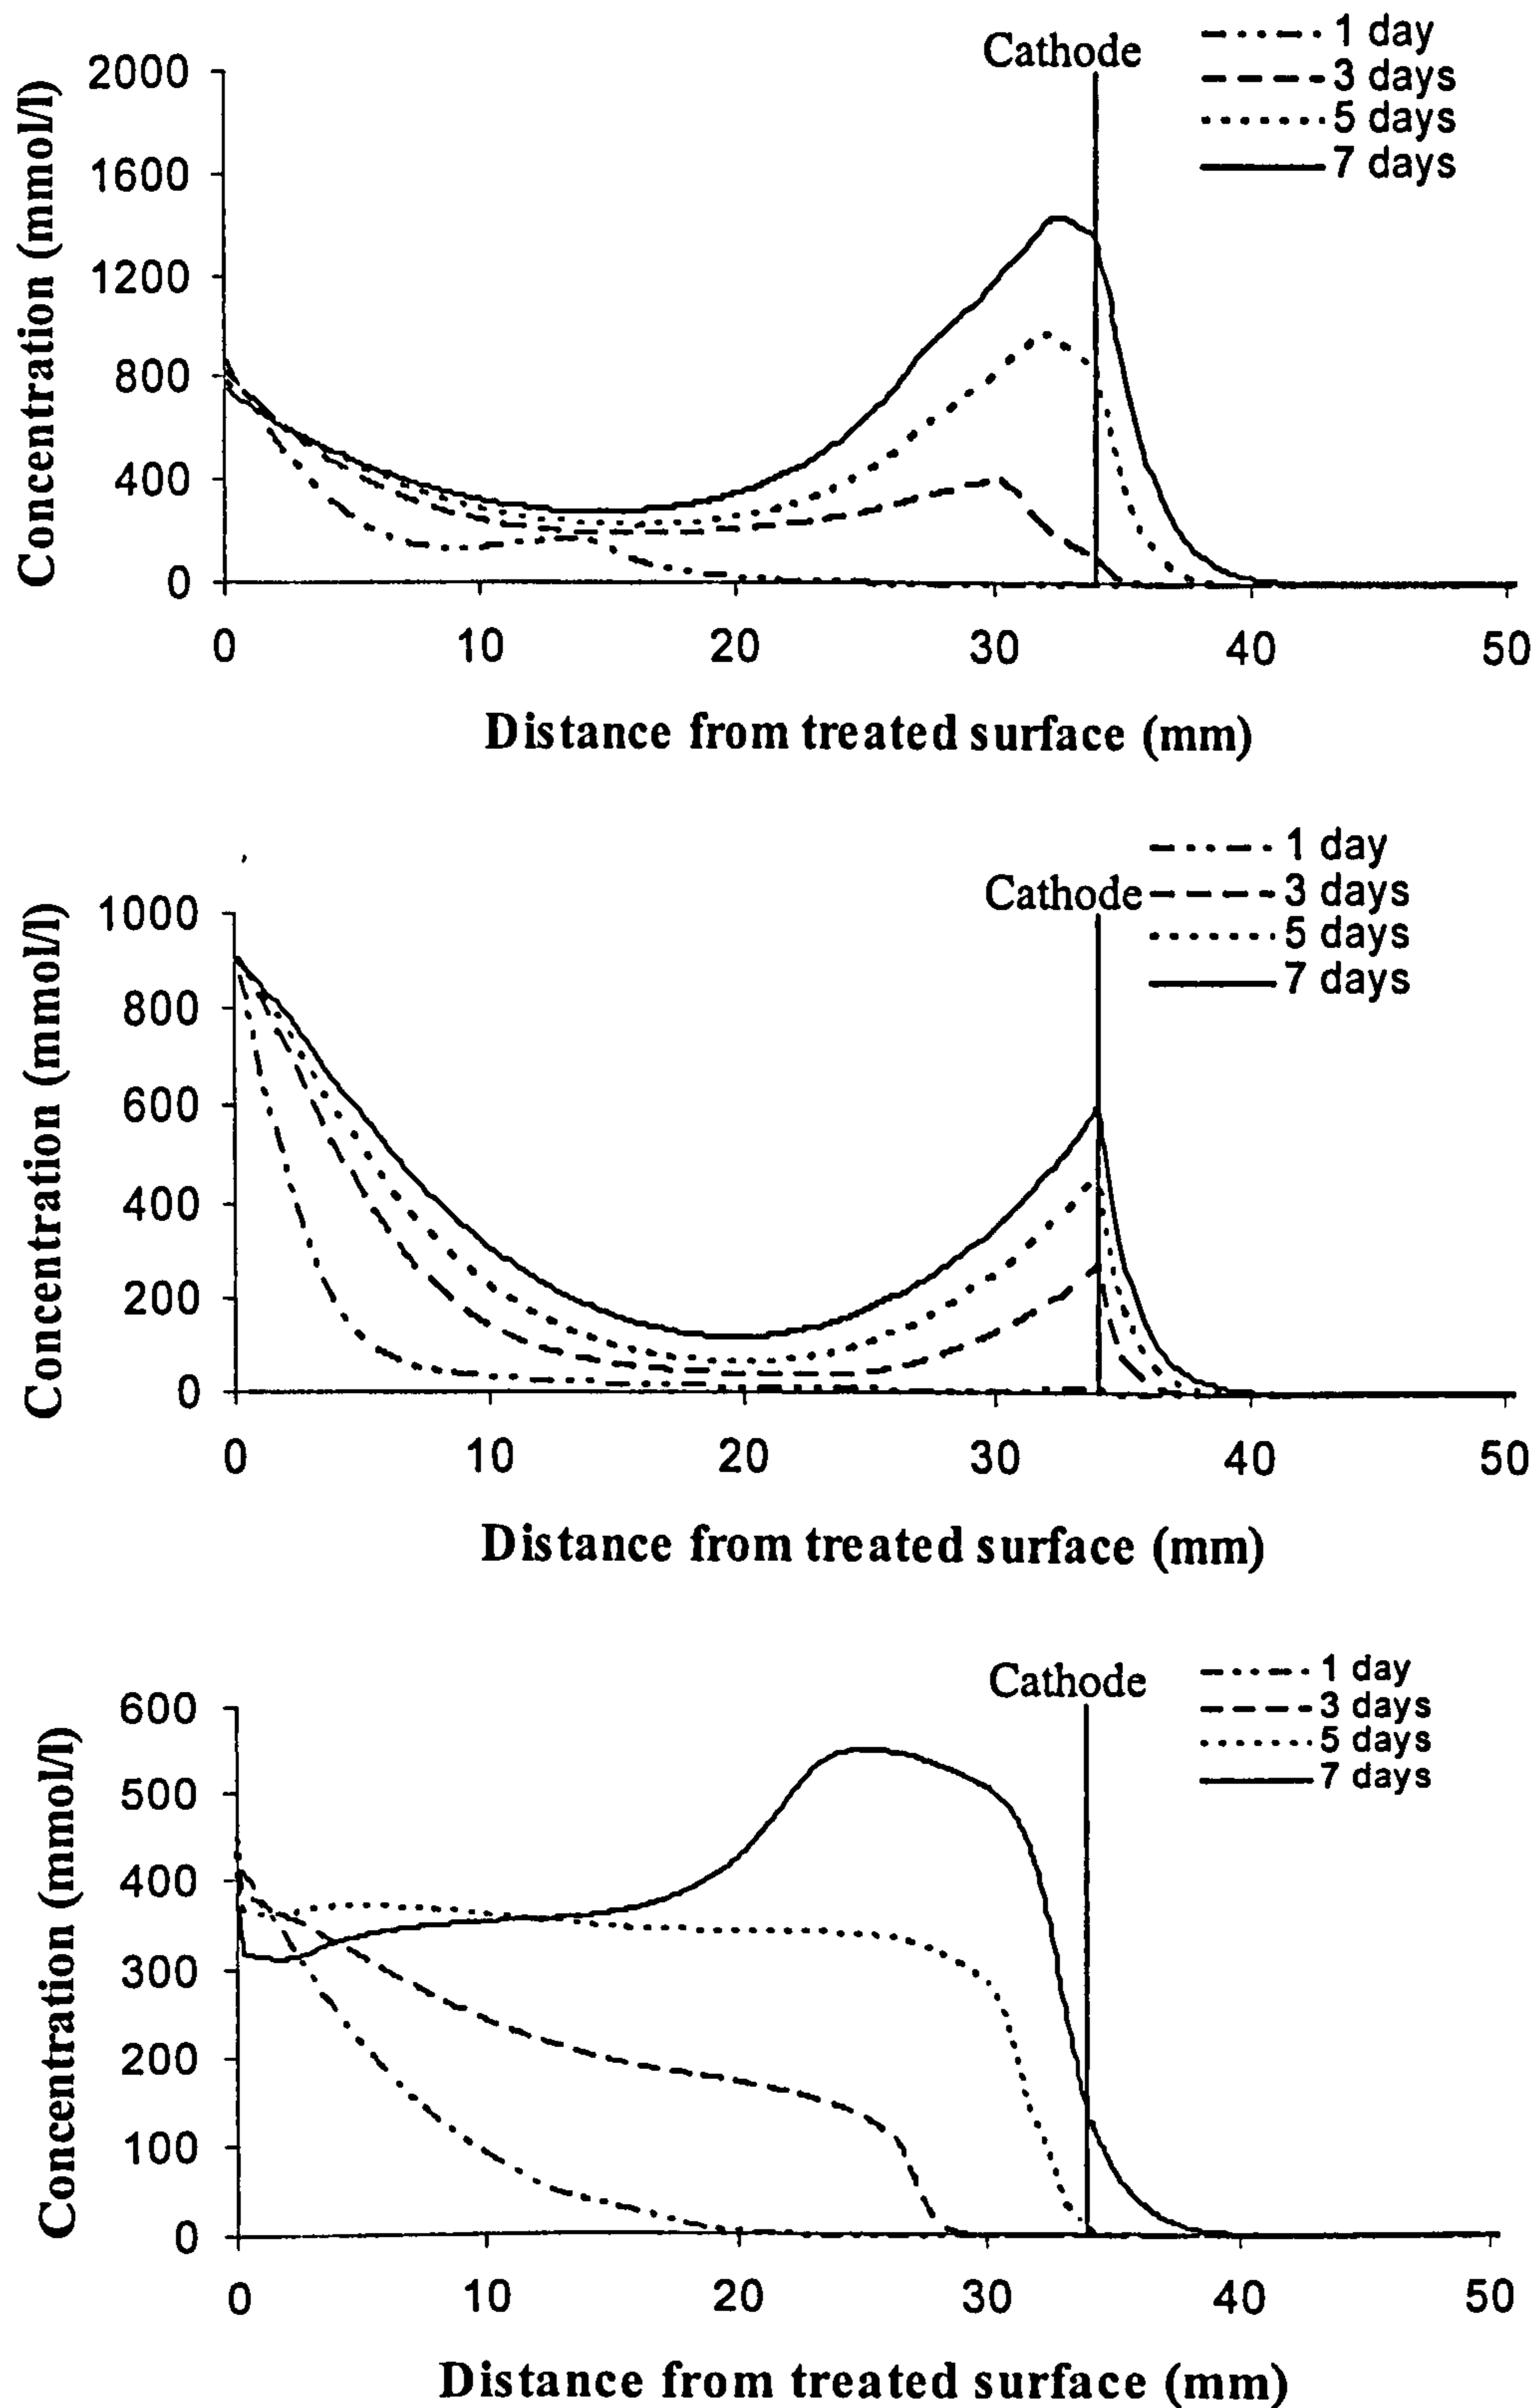 Cathode
1 day
3 days
5 days
7 days
Concentration (mmol/l)
2000
1600
1200
800
400
0
0 10 20 30 40 50
Distance from treated surface (mm)
1 day
Cathode 3 days
5 days
7 days
Concentration (mmol/l)
1000
800
600
400
200
0
0 10 20 30 40 50
Distance from treated surface (mm)
Cathode
1 day
3 days
5 days
7 days
Concentration (mmol/l)
600
500
400
300
200
100
0
0 10 20 30 40 50
Distance from treated surface (mm)